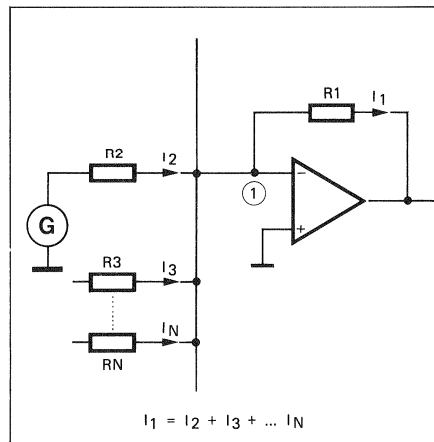 R1
I1
R2
I2
1
−
+
G
R3
I3
RN
IN
I1 = I2 + I3 + ... IN